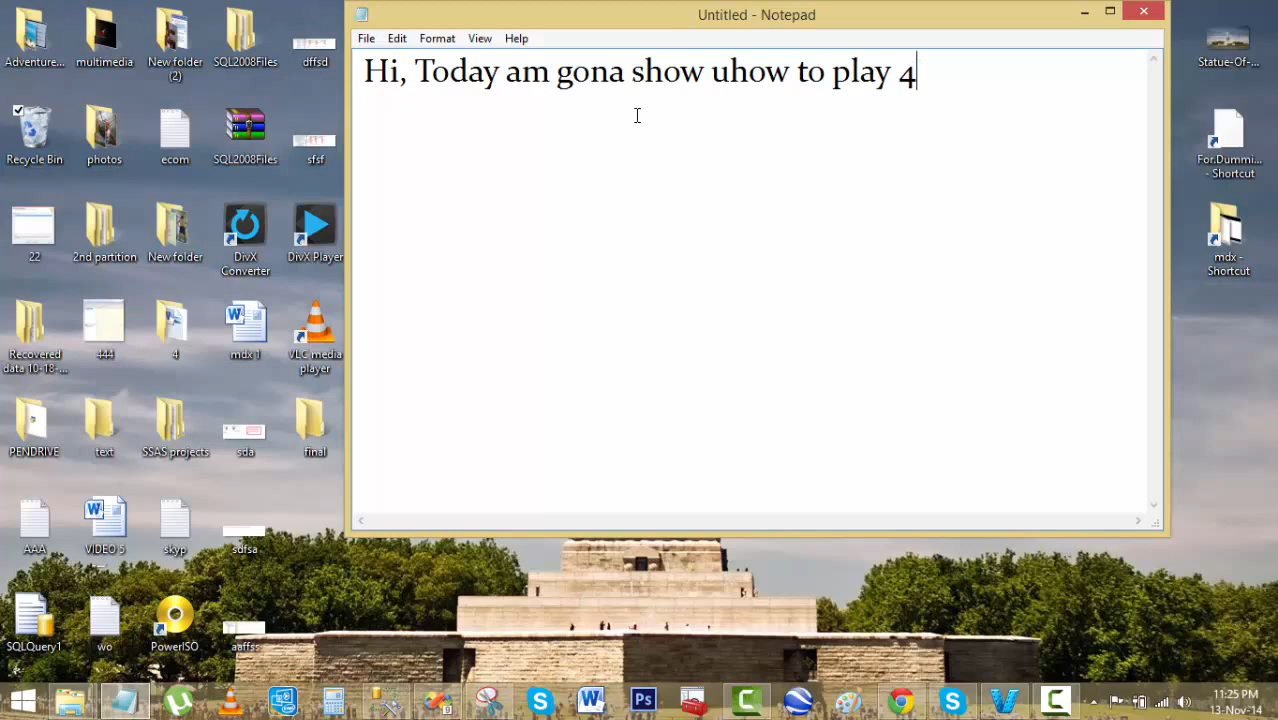 Untitled - Notepad
File Edit Format View Help
Hi, Today am gona show uhow to play 4
Adventure...
multimedia
New folder
(2)
SQL2008Files
dffsd
Recycle Bin
photos
ecom
SQL2008Files
sfsf
22
2nd partition
New folder
DivX
Converter
DivX Player
Recovered
data 10-18-...
444
4
mdx 1
VLC media
player
PENDRIVE
text
SSAS projects
sda
final
AAA
VIDEO 5
skyp
sdfsa
SQLQuery1
wo
PowerISO
aaffss
Statue-Of-...
For.Dummi...
- Shortcut
mdx -
Shortcut
11:25 PM
13-Nov-14